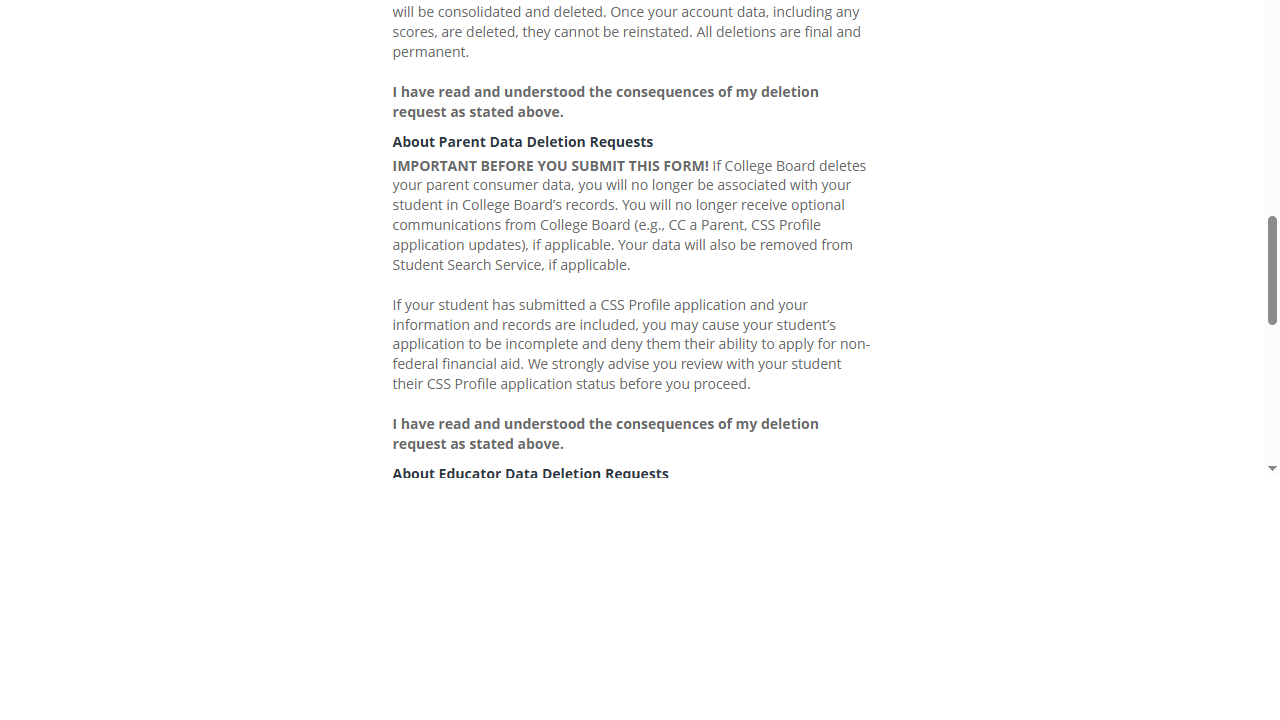 will be consolidated and deleted. Once your account data, including any
scores, are deleted, they cannot be reinstated. All deletions are final and
permanent.
I have read and understood the consequences of my deletion
request as stated above.
About Parent Data Deletion Requests
IMPORTANT BEFORE YOU SUBMIT THIS FORM! If College Board deletes
your parent consumer data, you will no longer be associated with your
student in College Board’s records. You will no longer receive optional
communications from College Board (e.g., CC a Parent, CSS Profile
application updates), if applicable. Your data will also be removed from
Student Search Service, if applicable.
If your student has submitted a CSS Profile application and your
information and records are included, you may cause your student’s
application to be incomplete and deny them their ability to apply for non-
federal financial aid. We strongly advise you review with your student
their CSS Profile application status before you proceed.
I have read and understood the consequences of my deletion
request as stated above.
About Educator Data Deletion Requests